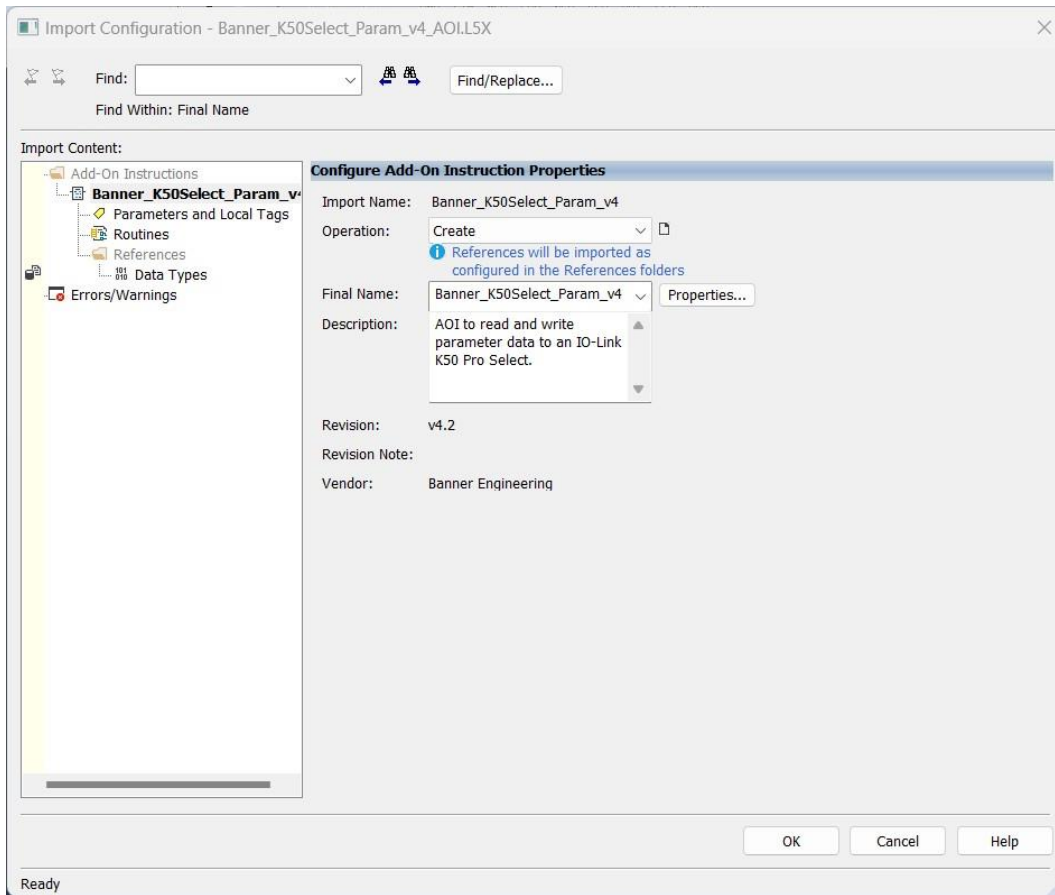 Import Configuration - Banner_K50Select_Param_v4_AOI.L5X
Find:
Find/Replace...
Find Within: Final Name
Import Content:
Add-On Instructions
Banner_K50Select_Param_v
Parameters and Local Tags
Routines
References
Data Types
Errors/Warnings
Configure Add-On Instruction Properties
Import Name: Banner_K50Select_Param_v4
Operation: Create
References will be imported as
configured in the References folders
Final Name: Banner_K50Select_Param_v4 Properties...
Description: AOI to read and write
parameter data to an IO-Link
K50 Pro Select.
Revision: v4.2
Revision Note:
Vendor: Banner Engineering
OK Cancel Help
Ready